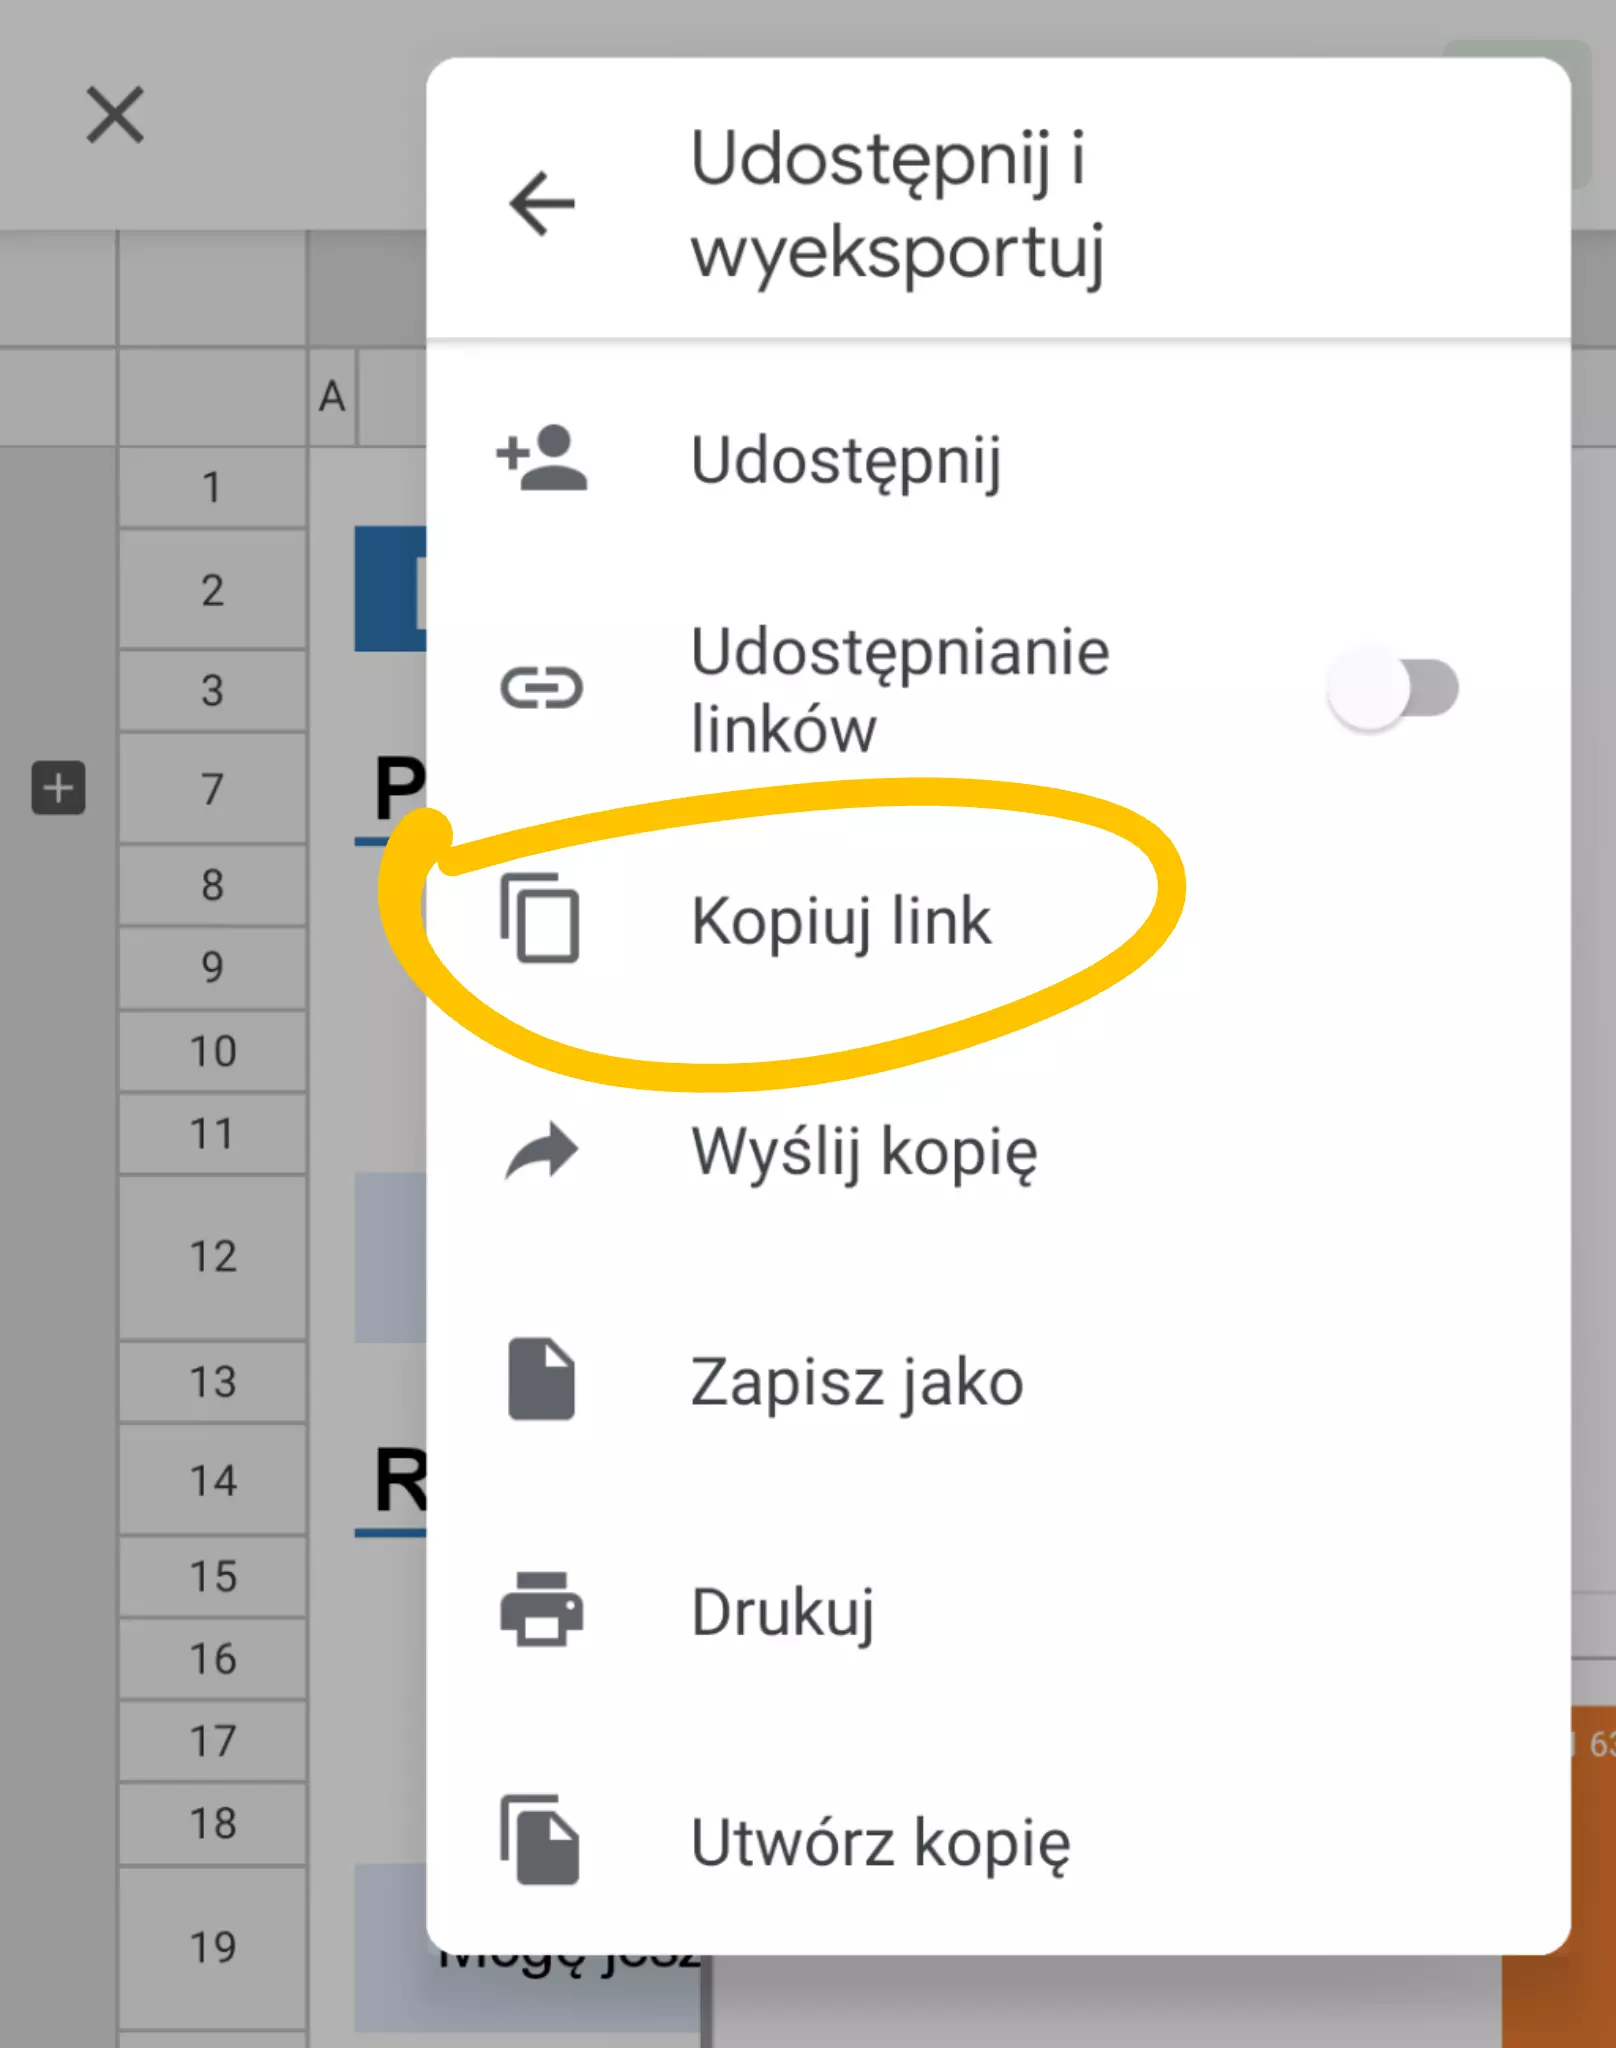 Udostępnij i
wyeksportuj
A
1
Udostępnij
2
Udostępnianie
linków
3
7
P
8
Kopiuj link
9
10
11
Wyślij kopię
12
13
Zapisz jako
14
R
15
Drukuj
16
17
63
18
Utwórz kopię
19